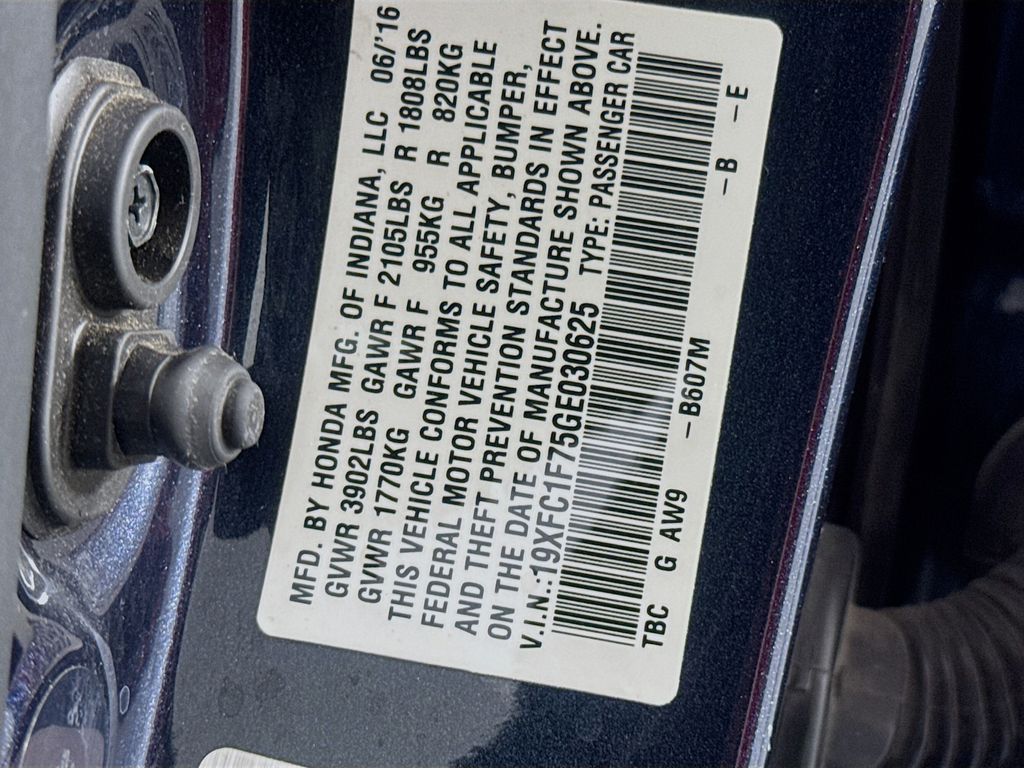 MFD. BY HONDA MFG. OF INDIANA, LLC 06/'16
GVWR 3902LBS GAWR F 2105LBS R 1808LBS
GVWR 1770KG GAWR F 955KG R 820KG
THIS VEHICLE CONFORMS TO ALL APPLICABLE
FEDERAL MOTOR VEHICLE SAFETY, BUMPER,
AND THEFT PREVENTION STANDARDS IN EFFECT
ON THE DATE OF MANUFACTURE SHOWN ABOVE.
V.I.N.:19XFC1F75GE030625 TYPE: PASSENGER CAR
TBC G AW9 -B607M -B -E